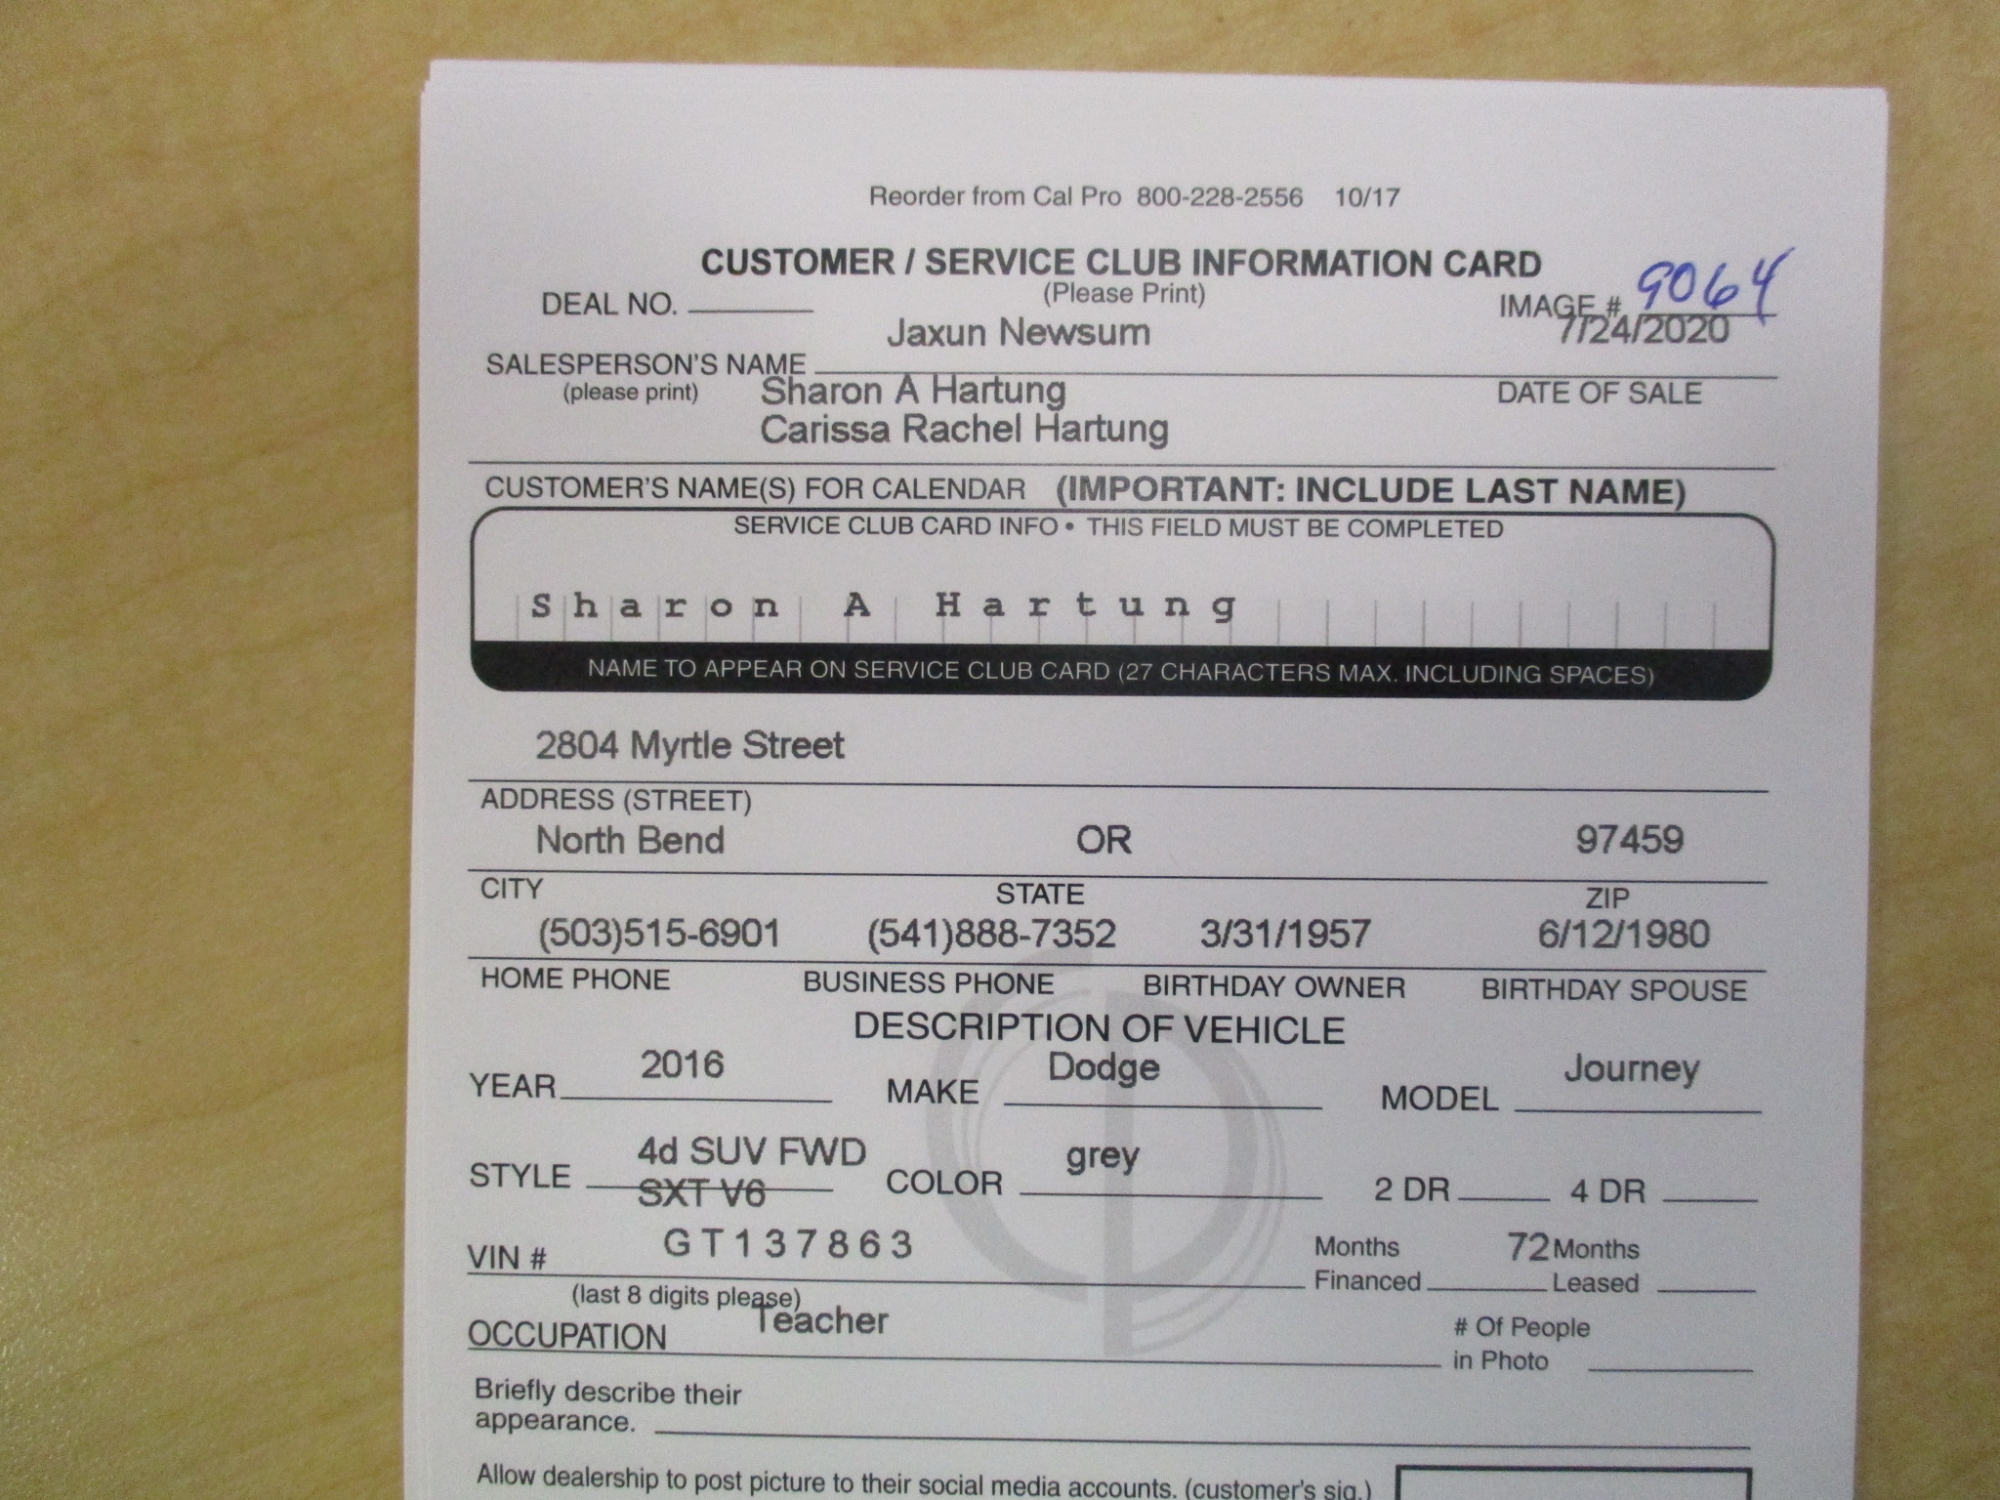 Reorder from Cal Pro 800-228-2556 10/17
CUSTOMER / SERVICE CLUB INFORMATION CARD
(Please Print)
DEAL NO. IMAGE # 9064
Jaxun Newsum 7/24/2020
SALESPERSON'S NAME
(please print) Sharon A Hartung DATE OF SALE
Carissa Rachel Hartung
CUSTOMER'S NAME(S) FOR CALENDAR (IMPORTANT: INCLUDE LAST NAME)
SERVICE CLUB CARD INFO • THIS FIELD MUST BE COMPLETED
Sharon A Hartung
NAME TO APPEAR ON SERVICE CLUB CARD (27 CHARACTERS MAX. INCLUDING SPACES)
2804 Myrtle Street
ADDRESS (STREET)
North Bend OR 97459
CITY STATE ZIP
(503)515-6901 (541)888-7352 3/31/1957 6/12/1980
HOME PHONE BUSINESS PHONE BIRTHDAY OWNER BIRTHDAY SPOUSE
DESCRIPTION OF VEHICLE
YEAR 2016 MAKE Dodge MODEL Journey
STYLE 4d SUV FWD COLOR grey 2 DR 4 DR
SXT V6
VIN # GT137863 Months 72 Months
(last 8 digits please) Financed Leased
OCCUPATION Teacher # Of People
in Photo
Briefly describe their
appearance.
Allow dealership to post picture to their social media accounts. (customer's sig.)